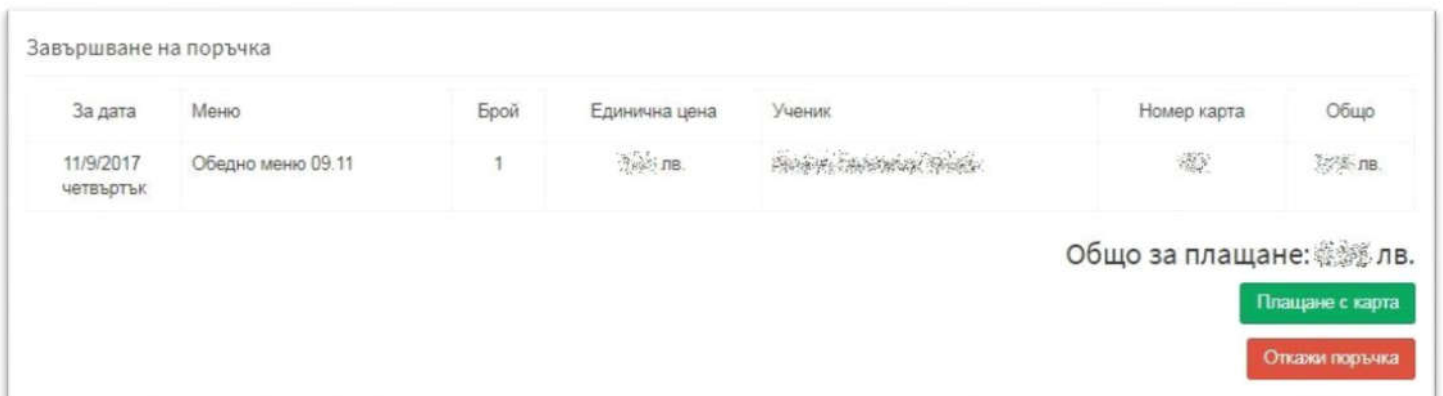 Завършване на поръчка
За дата Меню Брой Единична цена Ученик Номер карта Общо
11/9/2017 Обедно меню 09.11 1 лв. лв.
четвъртък
Общо за плащане: лв.
Плащане с карта
Откажи поръчка